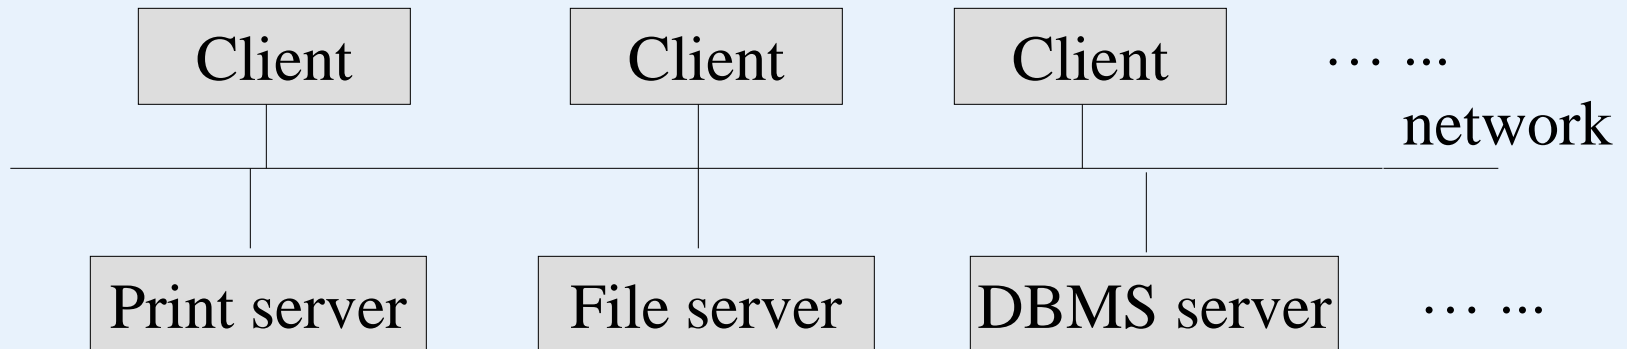 Client Client Client … ...
network
Print server File server DBMS server … ...